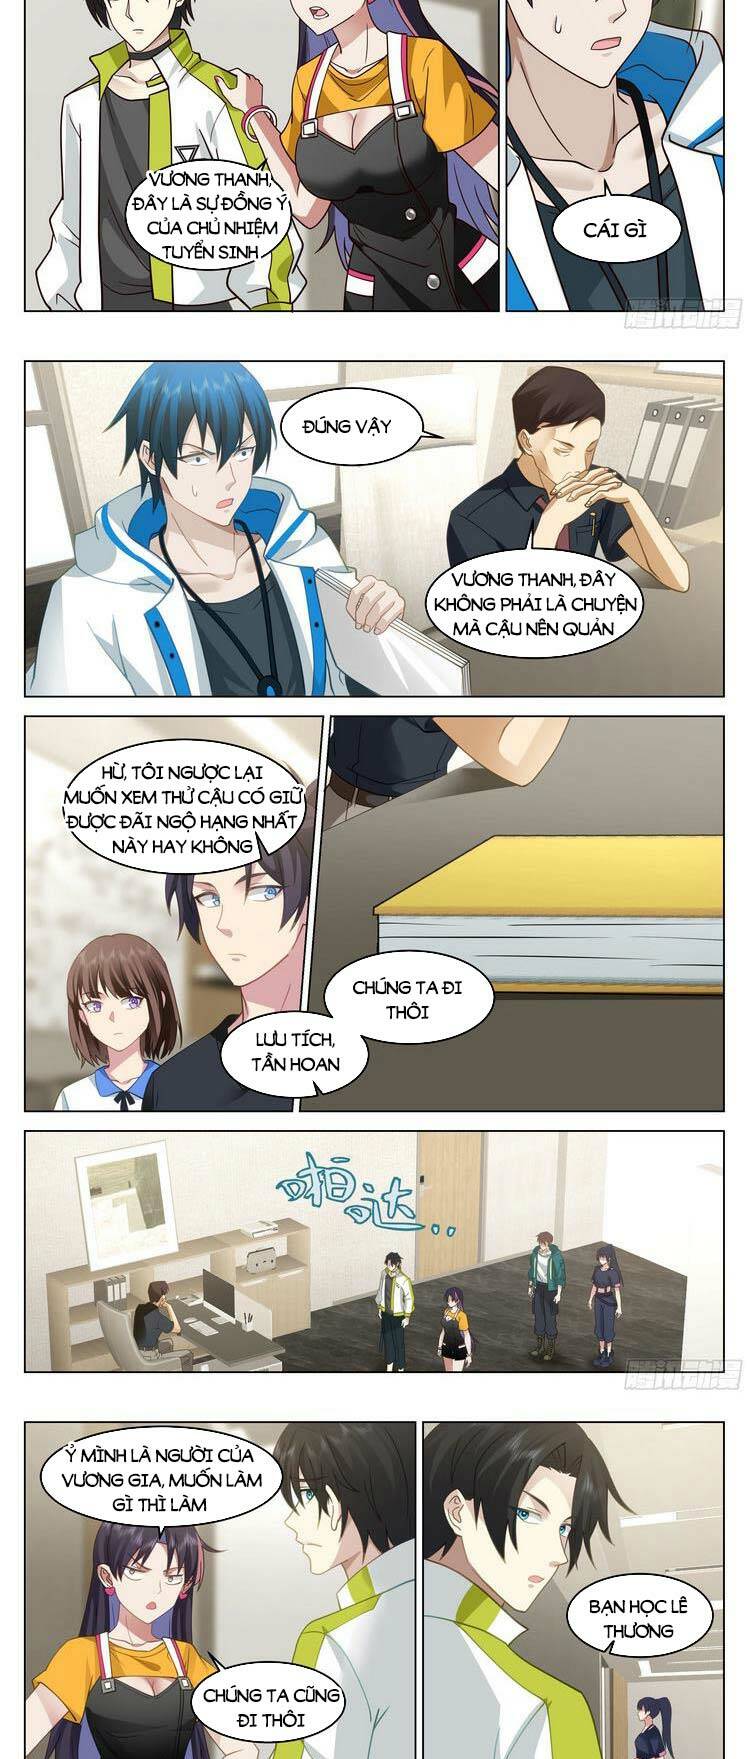 VƯƠNG THANH,
ĐÂY LÀ SỰ ĐỒNG Ý
CỦA CHỦ NHIỆM
TUYỂN SINH
CÁI GÌ
ĐÚNG VẬY
VƯƠNG THANH, ĐÂY
KHÔNG PHẢI LÀ CHUYỆN
MÀ CẬU NÊN QUẢN
HỪ, TÔI NGƯỢC LẠI
MUỐN XEM THỬ CẬU CÓ GIỮ
ĐƯỢC ĐÃI NGỘ HẠNG NHẤT
NÀY HAY KHÔNG
CHÚNG TA ĐI
THÔI
LƯU TÍCH,
TẦN HOAN
啪哒..
Ỷ MÌNH LÀ NGƯỜI CỦA
VƯƠNG GIA, MUỐN LÀM
GÌ THÌ LÀM
CHÚNG TA CŨNG
ĐI THÔI
BẠN HỌC LÊ
THƯƠNG